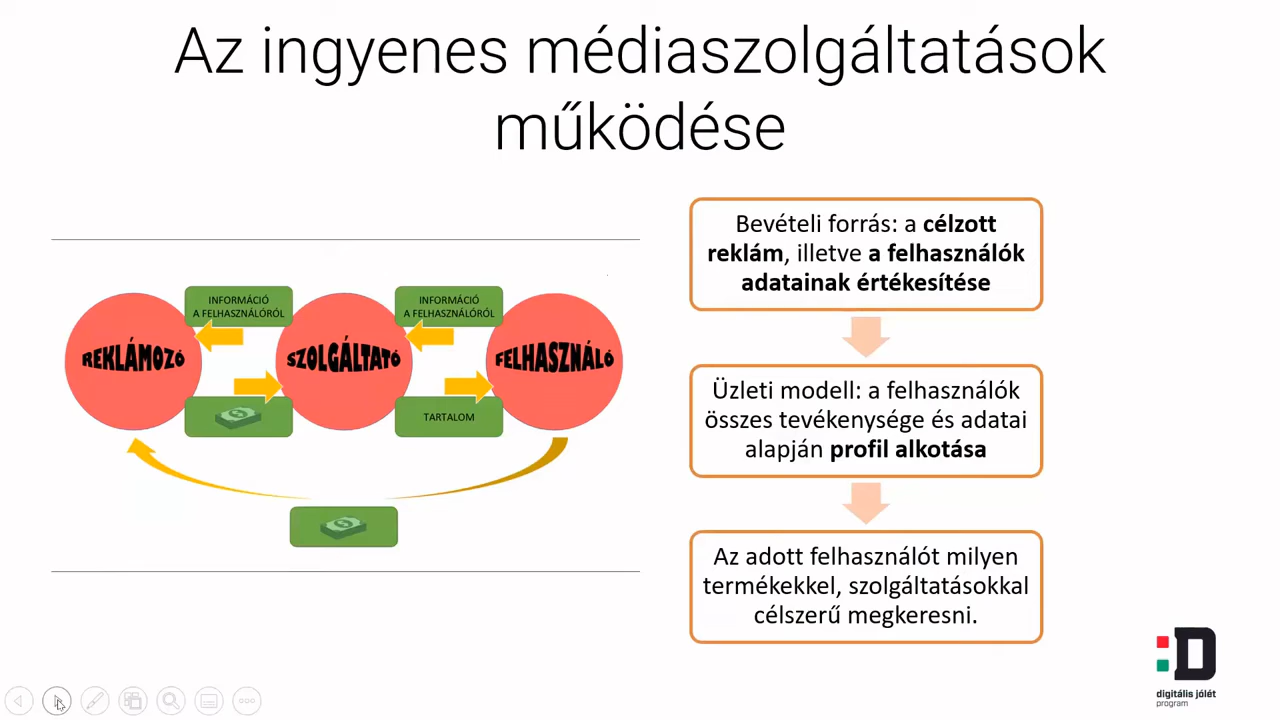 Az ingyenes médiaszolgáltatások
működése
INFORMÁCIÓ
A FELHASZNÁLÓRÓL
INFORMÁCIÓ
A FELHASZNÁLÓRÓL
REKLÁMOZÓ
SZOLGÁLTATÓ
FELHASZNÁLÓ
TARTALOM
Bevételi forrás: a célzott
reklám, illetve a felhasználók
adatainak értékesítése
Üzleti modell: a felhasználók
összes tevékenysége és adatai
alapján profil alkotása
Az adott felhasználót milyen
termékekkel, szolgáltatásokkal
célszerű megkeresni.
:D
digitális jólét
program